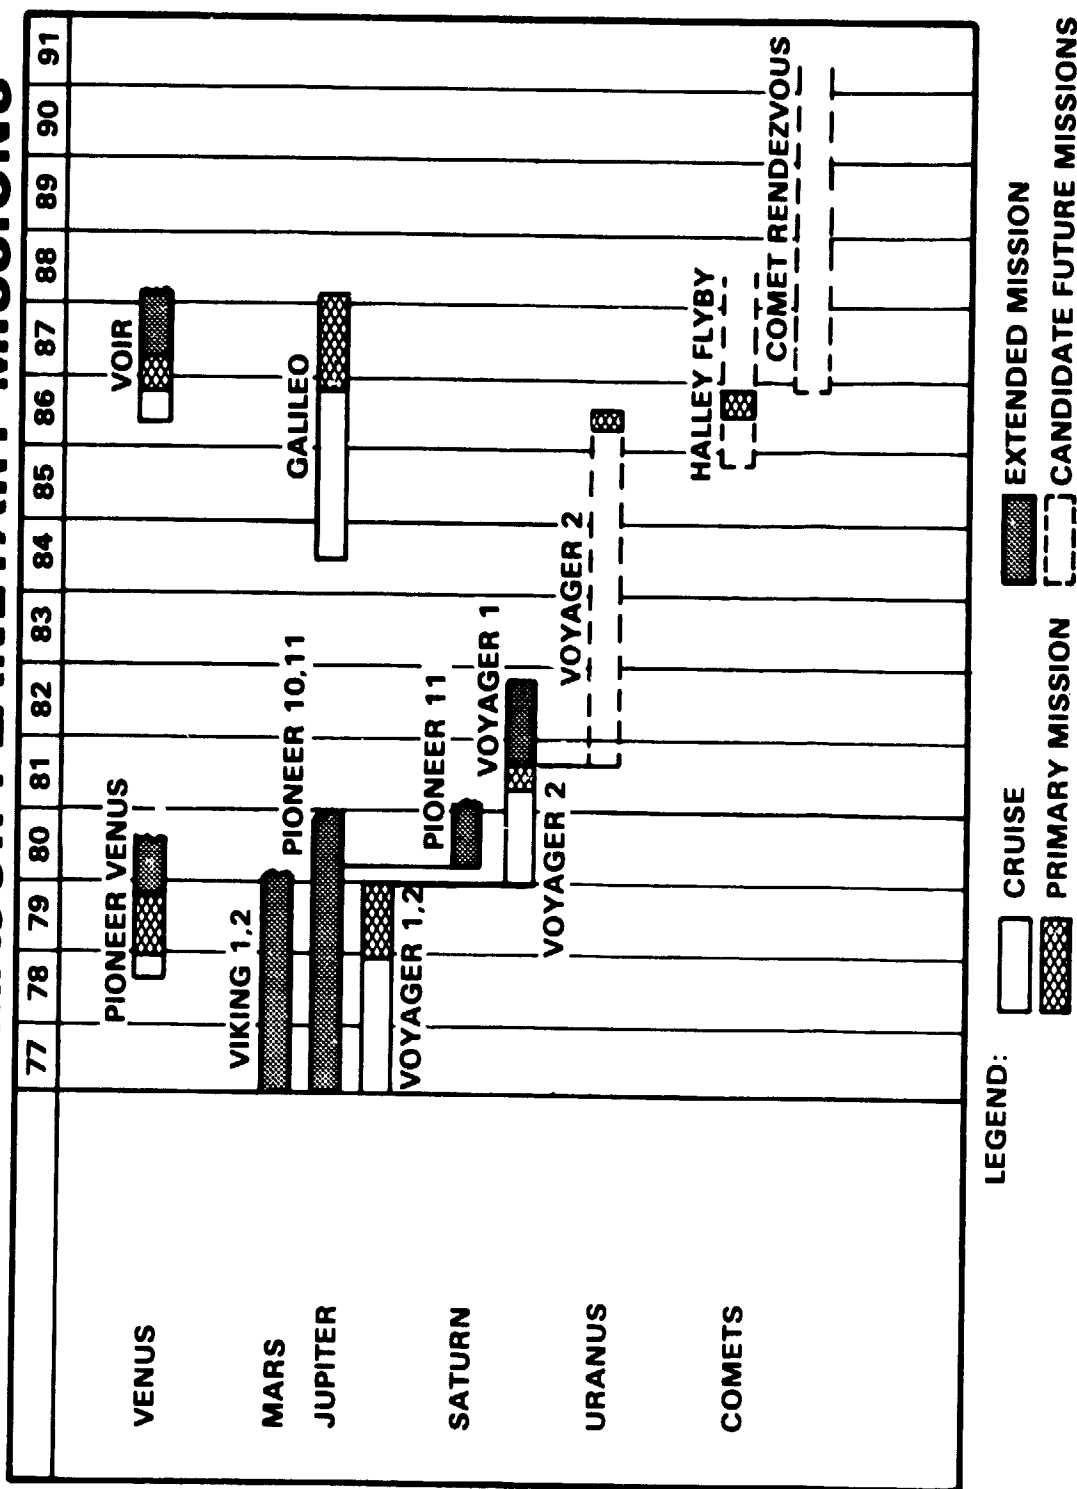 77 78 79 80 81 82 83 84 85 86 87 88 89 90 91
VENUS
PIONEER VENUS
VOIR
MARS
VIKING 1,2
JUPITER
PIONEER 10,11
GALILEO
VOYAGER 1,2
SATURN
PIONEER 11
VOYAGER 1
VOYAGER 2
URANUS
VOYAGER 2
COMETS
HALLEY FLYBY
COMET RENDEZVOUS
LEGEND:
CRUISE
EXTENDED MISSION
PRIMARY MISSION
CANDIDATE FUTURE MISSIONS